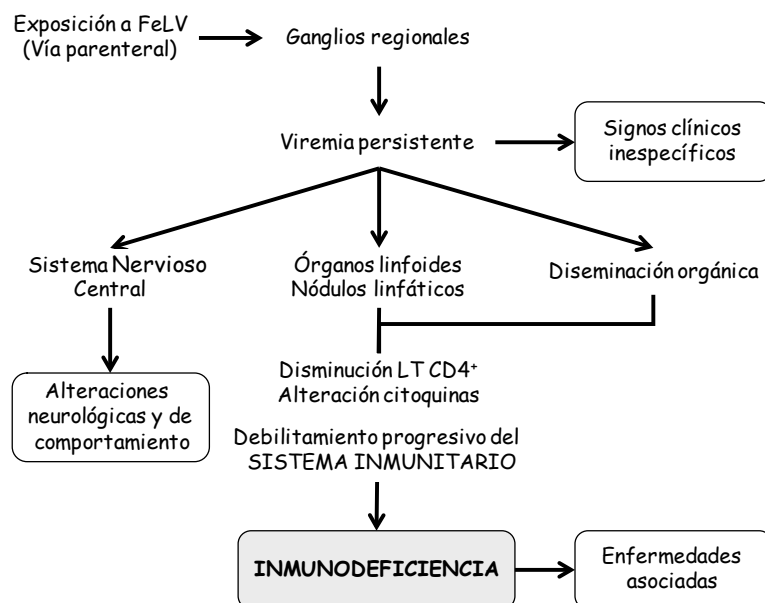 Exposición a FeLV
(Vía parenteral)
Ganglios regionales
Viremia persistente
Signos clínicos
inespecíficos
Sistema Nervioso
Central
Órganos linfoides
Nódulos linfáticos
Diseminación orgánica
Alteraciones
neurológicas y de
comportamiento
Disminución LT CD4⁺
Alteración citoquinas
Debilitamiento progresivo del
SISTEMA INMUNITARIO
INMUNODEFICIENCIA
Enfermedades
asociadas